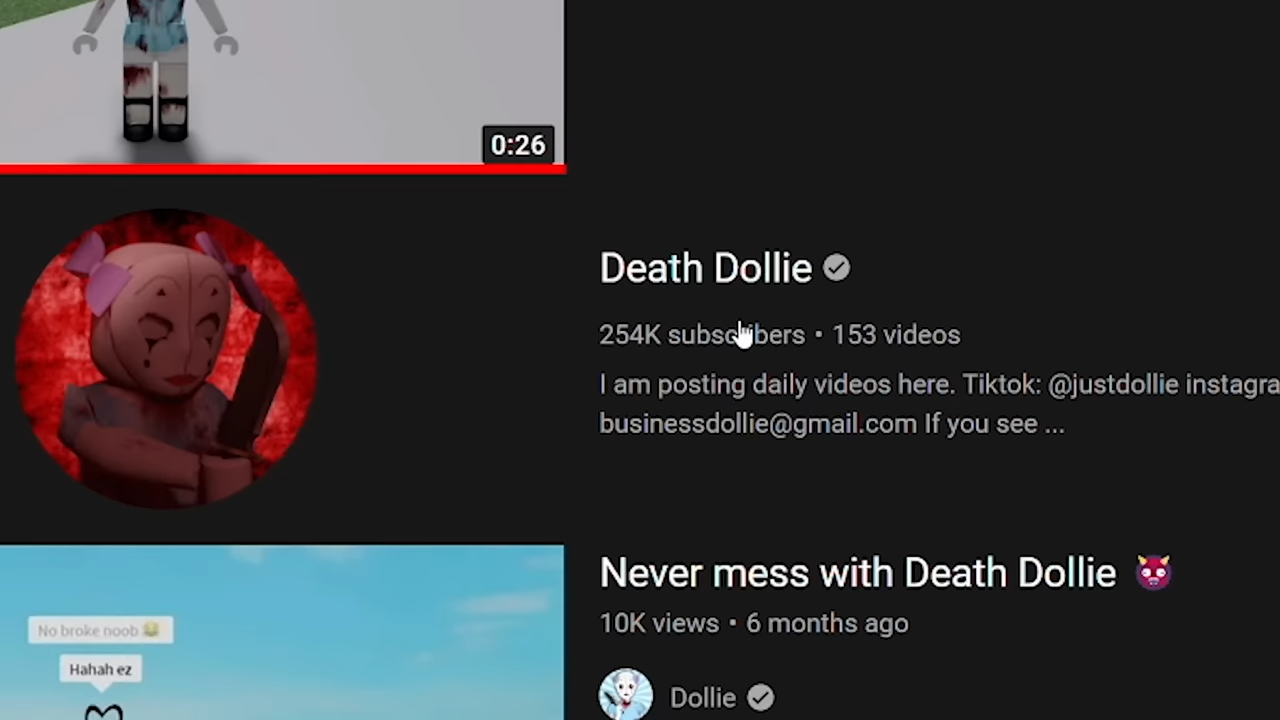 0:26
Death Dollie
254K subscribers • 153 videos
I am posting daily videos here. Tiktok: @justdollie instagra
businessdollie@gmail.com If you see ...
Never mess with Death Dollie 👿
10K views • 6 months ago
No broke noob 😂
Hahah ez
Dollie